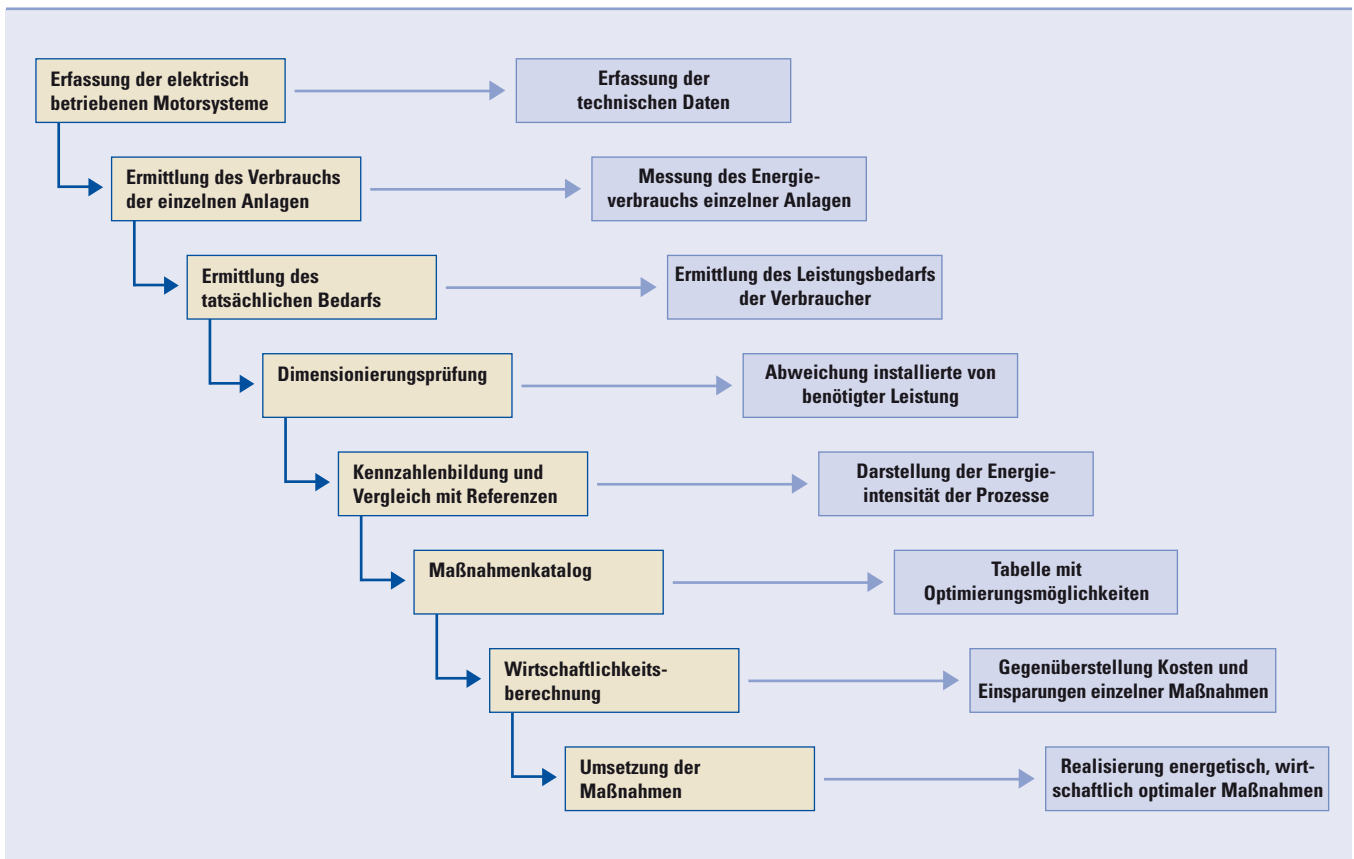 Erfassung der elektrisch
betriebenen Motorsysteme
Erfassung der
technischen Daten
Ermittlung des Verbrauchs
der einzelnen Anlagen
Messung des Energie-
verbrauchs einzelner Anlagen
Ermittlung des
tatsächlichen Bedarfs
Ermittlung des Leistungsbedarfs
der Verbraucher
Dimensionierungsprüfung
Abweichung installierte von
benötigter Leistung
Kennzahlenbildung und
Vergleich mit Referenzen
Darstellung der Energie-
intensität der Prozesse
Maßnahmenkatalog
Tabelle mit
Optimierungsmöglichkeiten
Wirtschaftlichkeits-
berechnung
Gegenüberstellung Kosten und
Einsparungen einzelner Maßnahmen
Umsetzung der
Maßnahmen
Realisierung energetisch, wirt-
schaftlich optimaler Maßnahmen